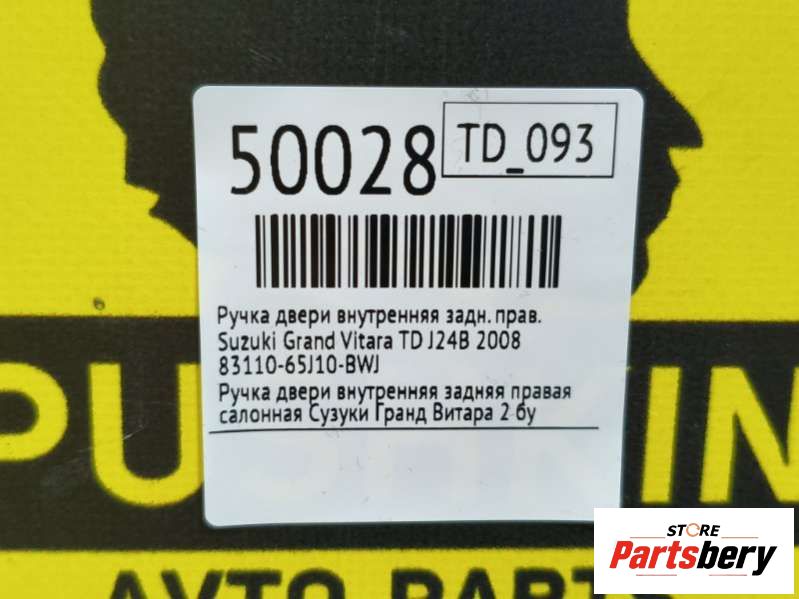 50028
TD_093
Ручка двери внутренняя задн. прав.
Suzuki Grand Vitara TD J24B 2008
83110-65J10-BWJ
Ручка двери внутренняя задняя правая
салонная Сузуки Гранд Витара 2 бу
STORE
Partsbery